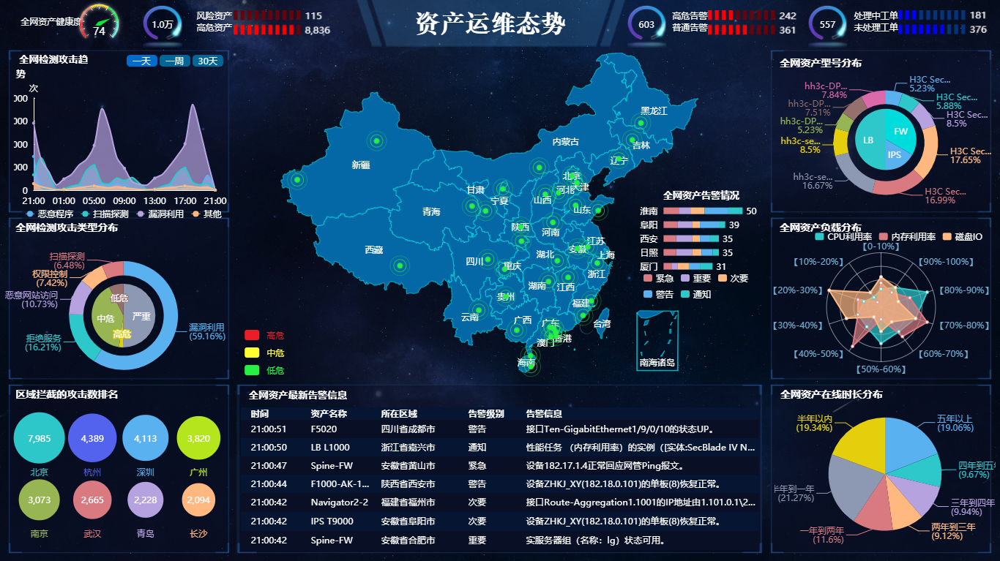 全网资产健康度
74
1.0万
风险资产
115
高危资产
8,836
资产运维态势
603
高危告警
242
普通告警
361
557
处理中工单
181
未处理工单
376
全网检测攻击趋
势
一天
一周
30天
次
000
000
000
000
0
21:00 01:00 05:00 09:00 13:00 17:00 21:00
恶意程序 扫描探测 漏洞利用 其他
全网检测攻击类型分布
扫描探测
(6.48%)
权限控制
(7.42%)
恶意网站访问
(10.73%)
拒绝服务
(16.21%)
漏洞利用
(59.16%)
低危
严重
中危
高危
区域拦截的攻击数排名
7,985
4,389
4,113
3,820
北京
杭州
深圳
广州
3,073
2,665
2,228
2,094
南京
武汉
青岛
长沙
黑龙江
内蒙古
吉林
新疆
辽宁
北京
天津
甘肃
河北
宁夏
山西
青海
山东
陕西
河南
江苏
西藏
安徽
上海
湖北
四川
重庆
浙江
湖南
江西
贵州
福建
云南
广西
广东
台湾
香港
澳门
海南
南海诸岛
高危
中危
低危
全网资产告警情况
淮南 50
阜阳 39
西安 35
日照 35
厦门 31
紧急 重要 次要
警告 通知
全网资产最新告警信息
时间 资产名称 所在区域 告警级别 告警信息
21:00:51 F5020 四川省成都市 警告 接口Ten-GigabitEthernet1/9/0/10的状态UP。
21:00:50 LB L1000 浙江省嘉兴市 通知 性能任务 （内存利用率）的实例（[实体:SecBlade IV N...
21:00:47 Spine-FW 安徽省黄山市 紧急 设备182.17.1.4正常回应网管Ping报文。
21:00:44 F1000-AK-1... 陕西省西安市 警告 设备ZHKJ_XY(182.18.0.101)的单板(8)恢复正常。
21:00:42 Navigator2-2 福建省福州市 次要 接口Route-Aggregation1.1001的IP地址由1.101.0.1\2...
21:00:42 IPS T9000 安徽省阜阳市 次要 设备ZHKJ_XY(182.18.0.101)的单板(8)恢复正常。
21:00:42 Spine-FW 安徽省合肥市 重要 实服务器组（名称：lg）状态可用。
全网资产型号分布
H3C Sec...
5.23%
H3C Sec...
5.88%
H3C Sec...
8.5%
H3C Sec...
17.65%
H3C Sec...
16.99%
hh3c-se...
16.67%
hh3c-se...
8.5%
hh3c-DP...
5.23%
hh3c-DP...
7.51%
hh3c-DP...
7.84%
LB
FW
IPS
全网资产负载分布
CPU利用率 内存利用率 磁盘IO
【0-10%】
【10%-20%】
【90%-100%】
【20%-30%】
【80%-90%】
【30%-40%】
【70%-80%】
【40%-50%】
【60%-70%】
【50%-60%】
全网资产在线时长分布
半年以内
(19.34%)
五年以上
(19.06%)
四年到五年
(9.67%)
半年到一年
(21.27%)
三年到四年
(9.94%)
一年到两年
(11.6%)
两年到三年
(9.12%)